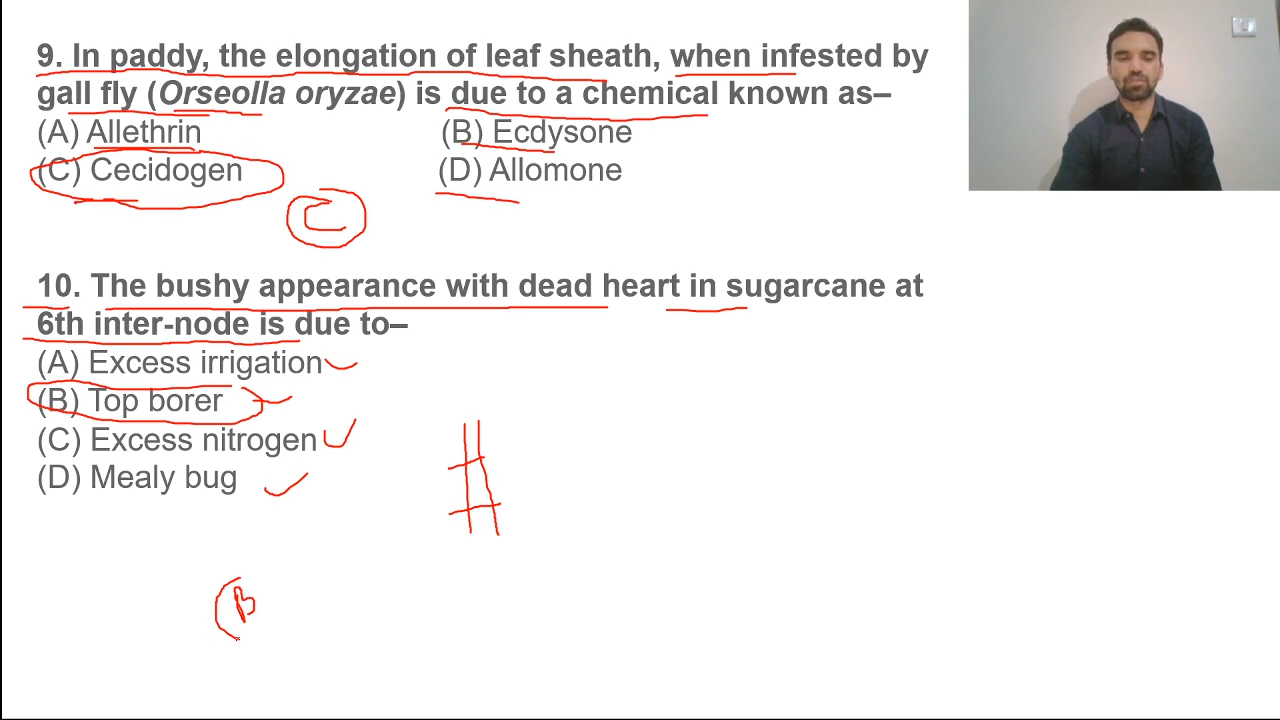 9. In paddy, the elongation of leaf sheath, when infested by
gall fly (Orseolla oryzae) is due to a chemical known as–
(A) Allethrin (B) Ecdysone
(C) Cecidogen (D) Allomone
C
10. The bushy appearance with dead heart in sugarcane at
6th inter-node is due to–
(A) Excess irrigation
(B) Top borer
(C) Excess nitrogen
(D) Mealy bug
B